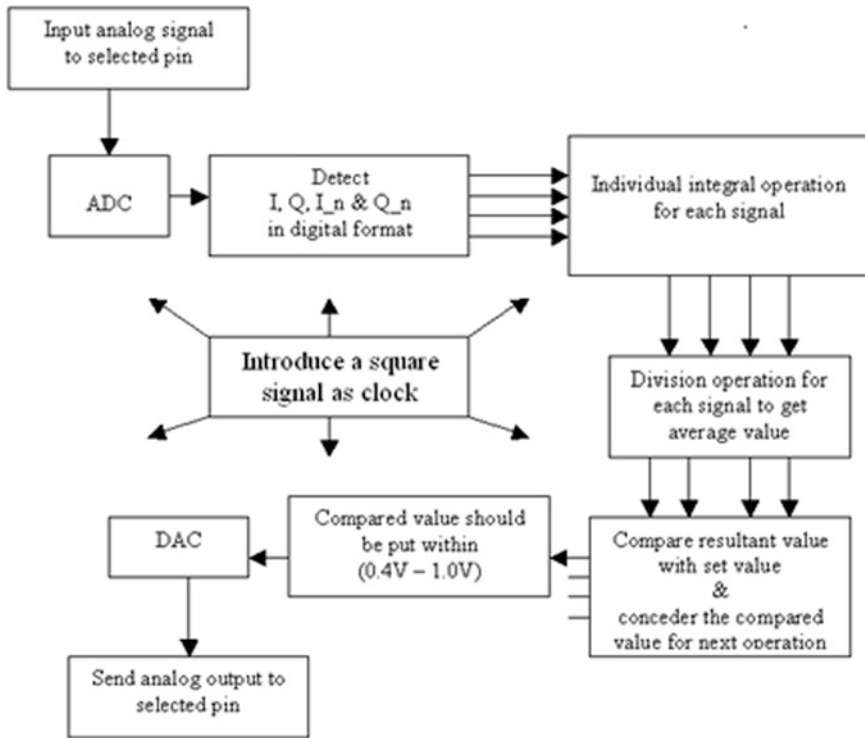 Input analog signal
to selected pin
ADC
Detect
I, Q, I_n & Q_n
in digital format
Individual integral operation
for each signal
Introduce a square
signal as clock
Division operation for
each signal to get
average value
Compare resultant value
with set value
&
conceder the compared
value for next operation
Compared value should
be put within
(0.4V – 1.0V)
DAC
Send analog output to
selected pin